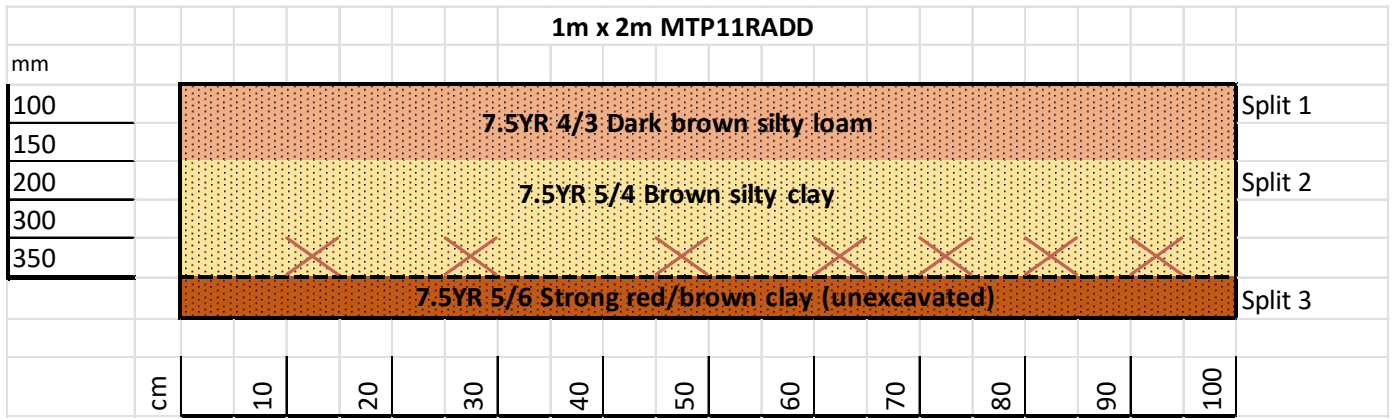 1m x 2m MTP11RADD
mm
100
7.5YR 4/3 Dark brown silty loam
Split 1
150
200
7.5YR 5/4 Brown silty clay
Split 2
300
350
7.5YR 5/6 Strong red/brown clay (unexcavated)
Split 3
cm 10 20 30 40 50 60 70 80 90 100